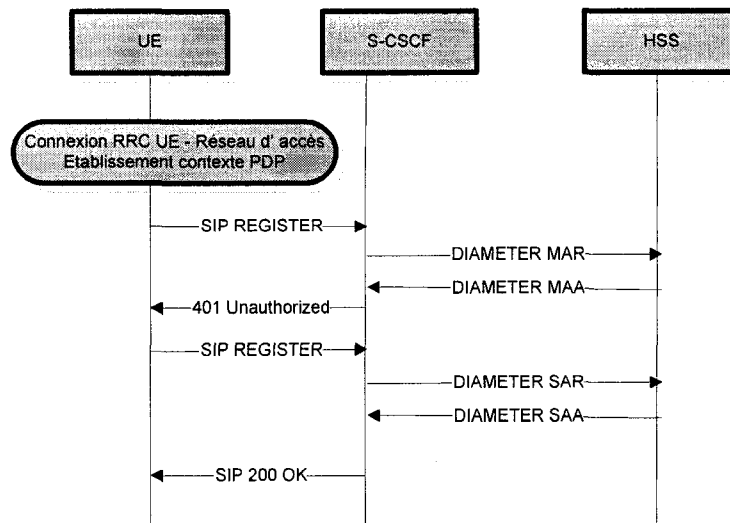 UE
S-CSCF
HSS
Connexion RRC UE - Réseau d' accès
Etablissement contexte PDP
SIP REGISTER
DIAMETER MAR
DIAMETER MAA
401 Unauthorized
SIP REGISTER
DIAMETER SAR
DIAMETER SAA
SIP 200 OK